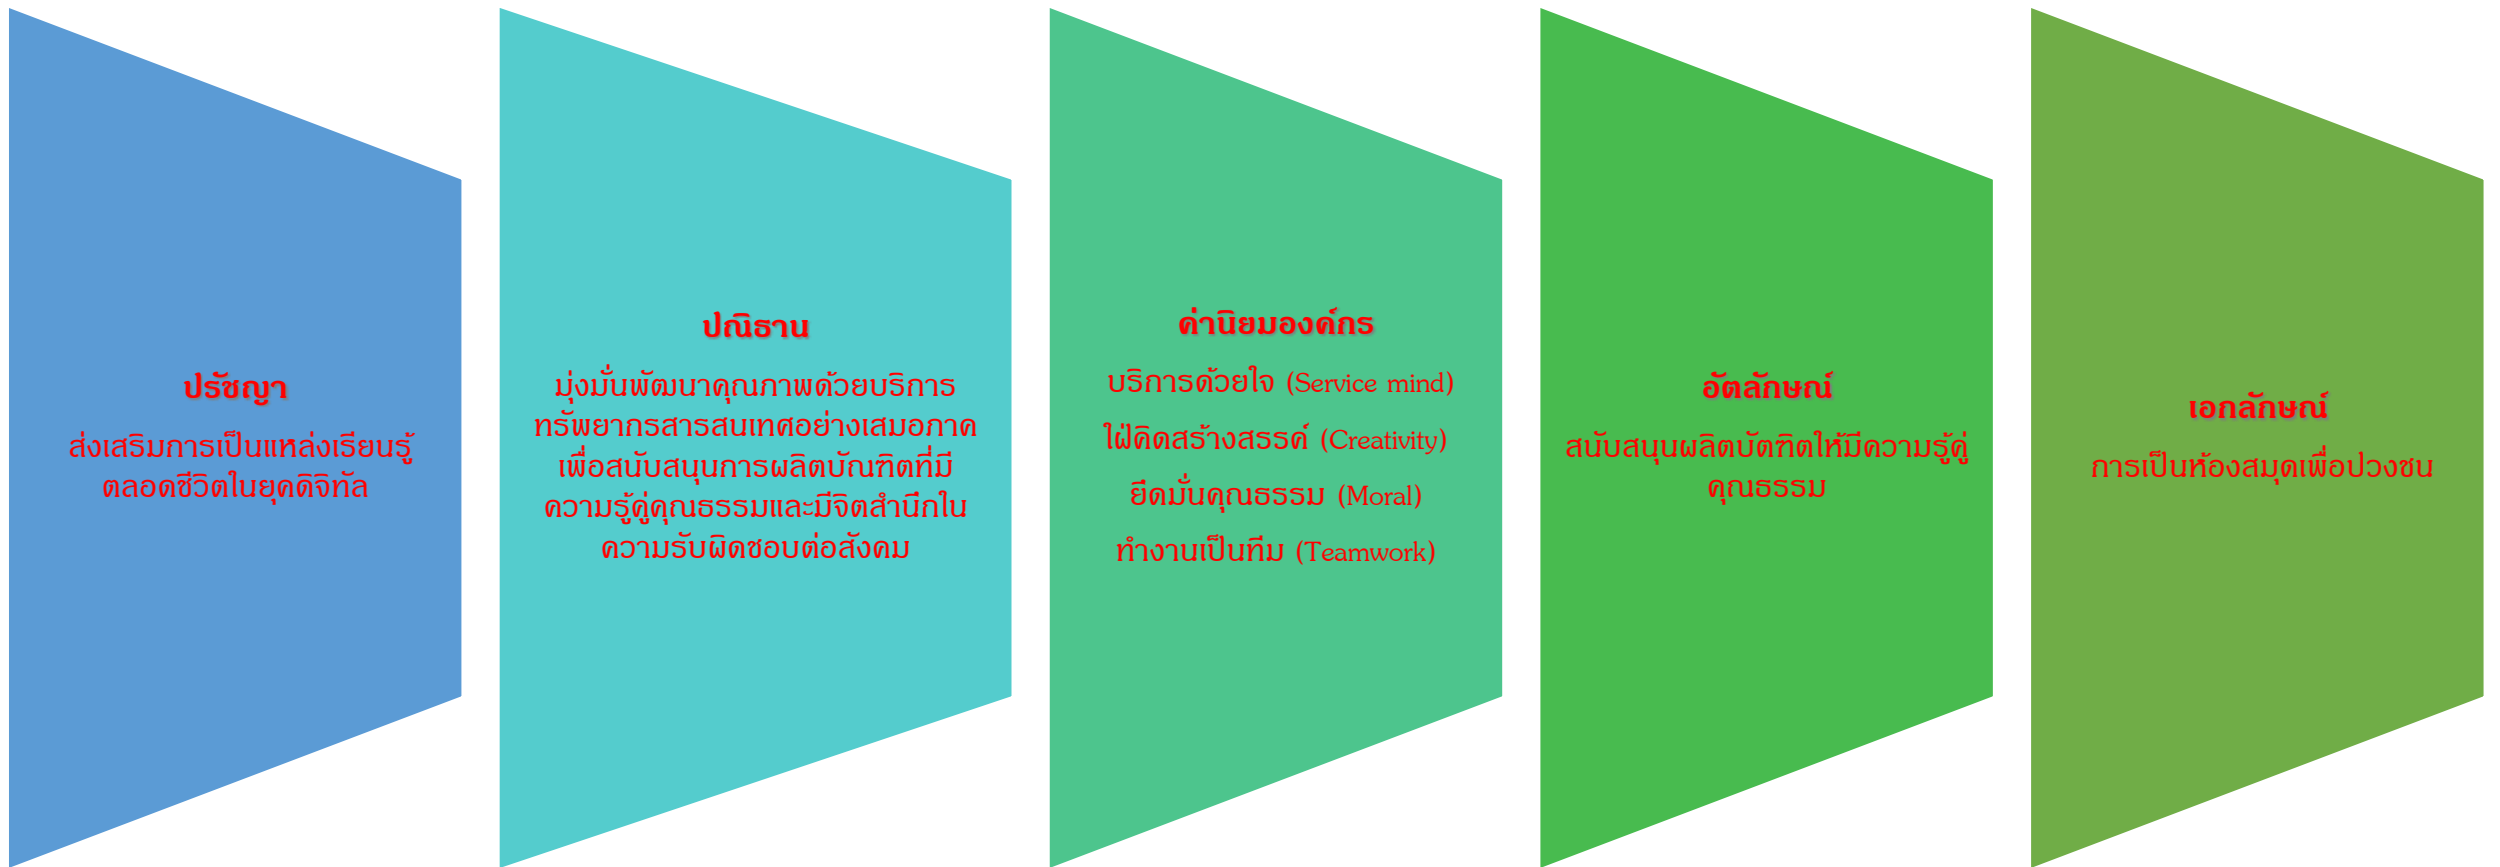 ปรัชญา
ส่งเสริมการเป็นแหล่งเรียนรู้
ตลอดชีวิตในยุคดิจิทัล
ปณิธาน
มุ่งมั่นพัฒนาคุณภาพด้วยบริการ
ทรัพยากรสารสนเทศอย่างเสมอภาค
เพื่อสนับสนุนการผลิตบัณฑิตที่มี
ความรู้คู่คุณธรรมและมีจิตสำนึกใน
ความรับผิดชอบต่อสังคม
ค่านิยมองค์กร
บริการด้วยใจ (Service mind)
ใฝ่คิดสร้างสรรค์ (Creativity)
ยึดมั่นคุณธรรม (Moral)
ทำงานเป็นทีม (Teamwork)
อัตลักษณ์
สนับสนุนผลิตบัตฑิตให้มีความรู้คู่
คุณธรรม
เอกลักษณ์
การเป็นห้องสมุดเพื่อปวงชน